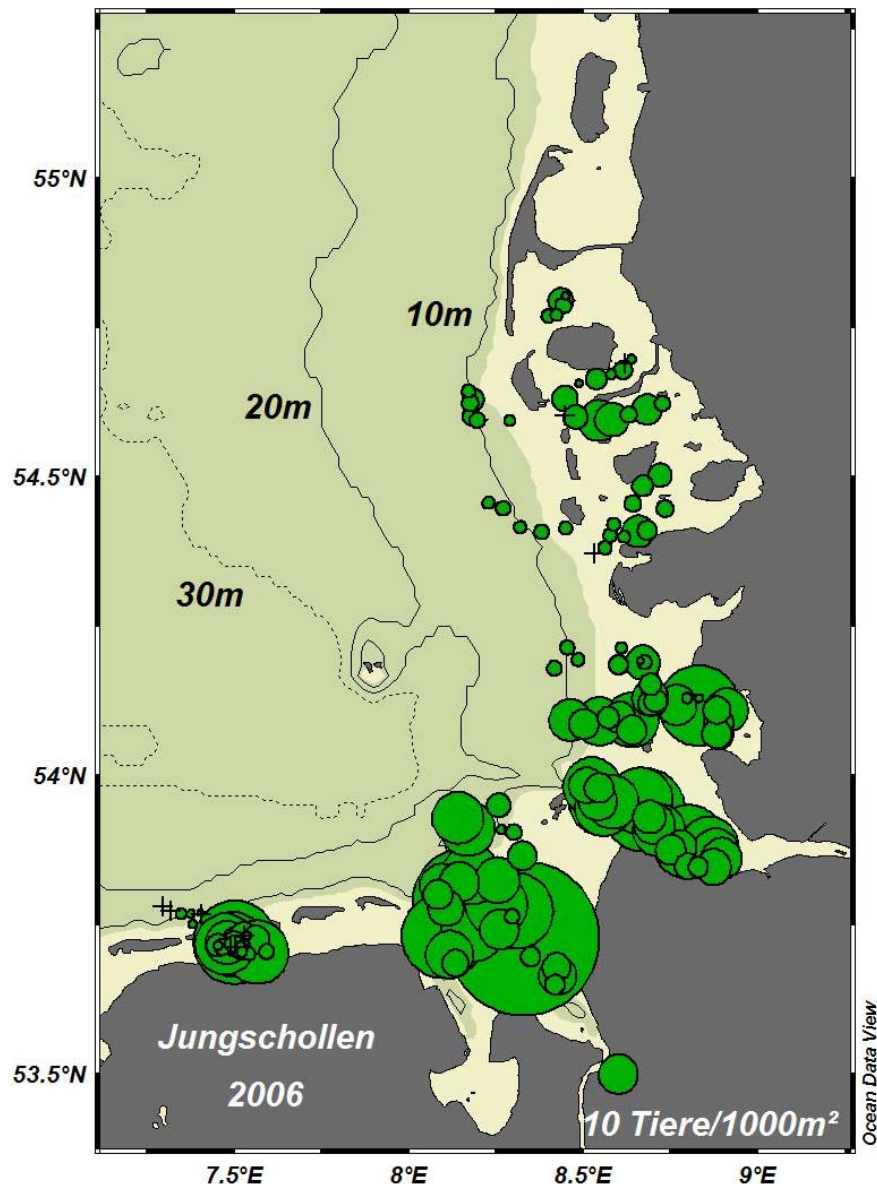 55°N
10m
20m
54.5°N
30m
54°N
Jungschollen
2006
53.5°N
10 Tiere/1000m²
7.5°E
8°E
8.5°E
9°E
Ocean Data View